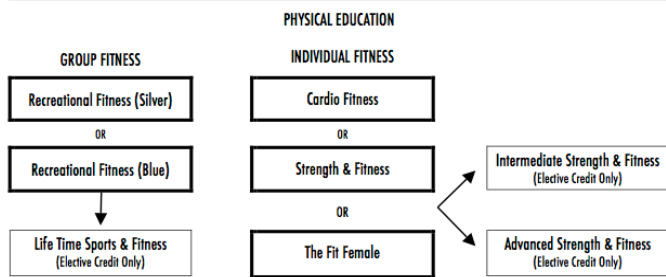 PHYSICAL EDUCATION
GROUP FITNESS
Recreational Fitness (Silver)
OR
Recreational Fitness (Blue)
Life Time Sports & Fitness
(Elective Credit Only)
INDIVIDUAL FITNESS
Cardio Fitness
OR
Strength & Fitness
OR
The Fit Female
Intermediate Strength & Fitness
(Elective Credit Only)
Advanced Strength & Fitness
(Elective Credit Only)